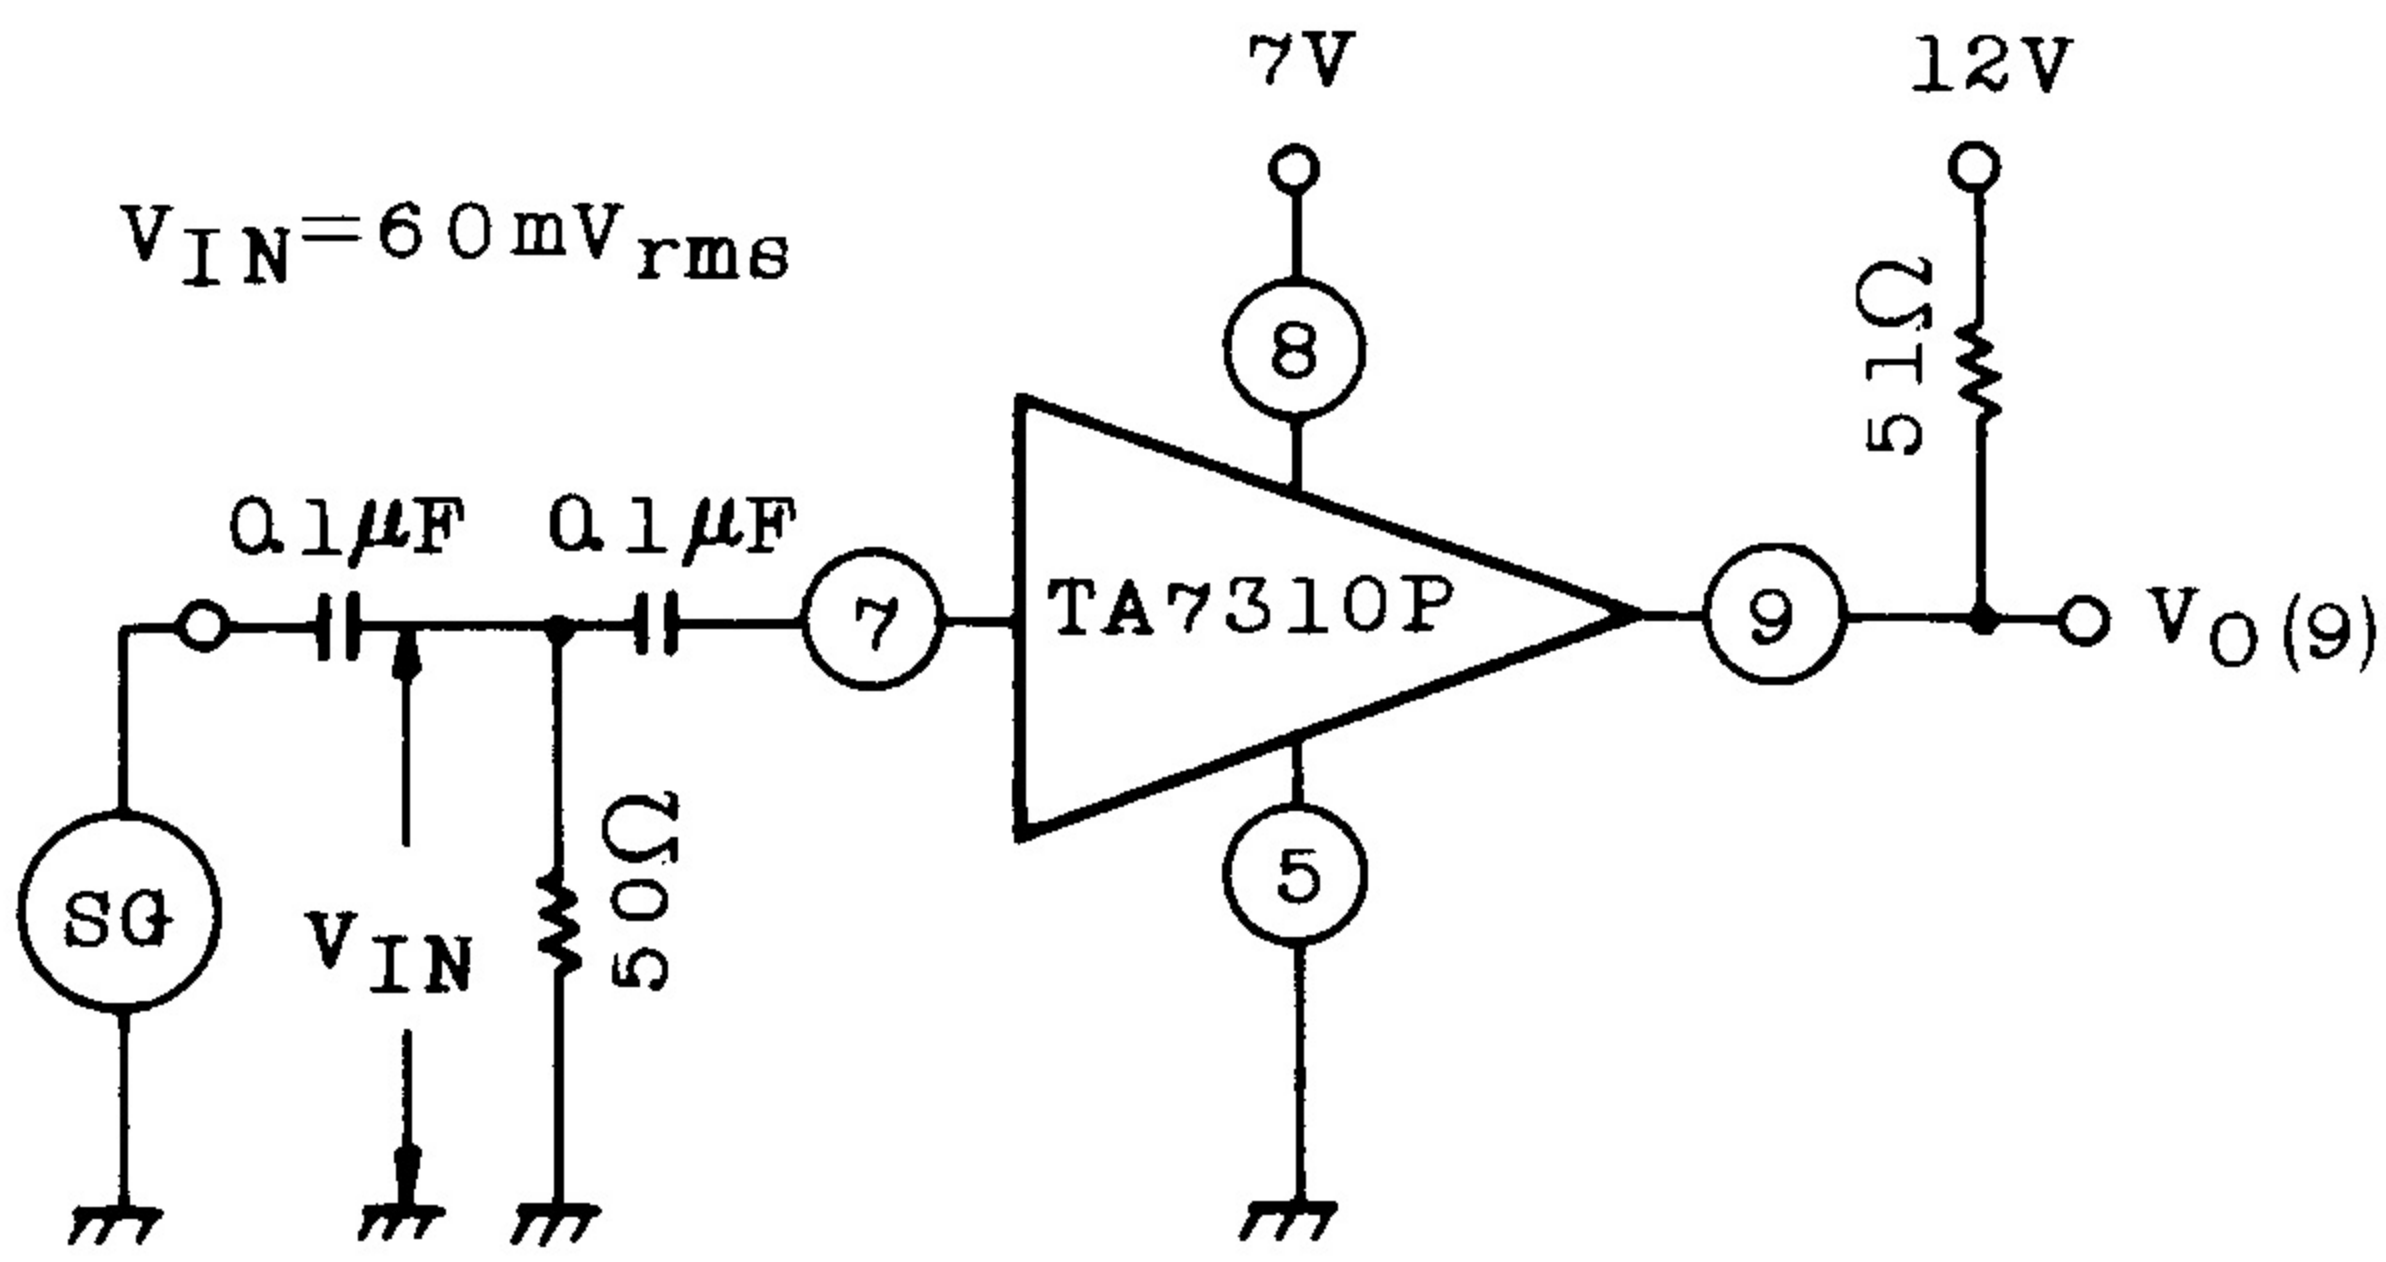 7V
12V
VIN=60mVrms
8
51Ω
0.1μF
0.1μF
7
TA7310P
9
VO(9)
50Ω
SG
VIN
5